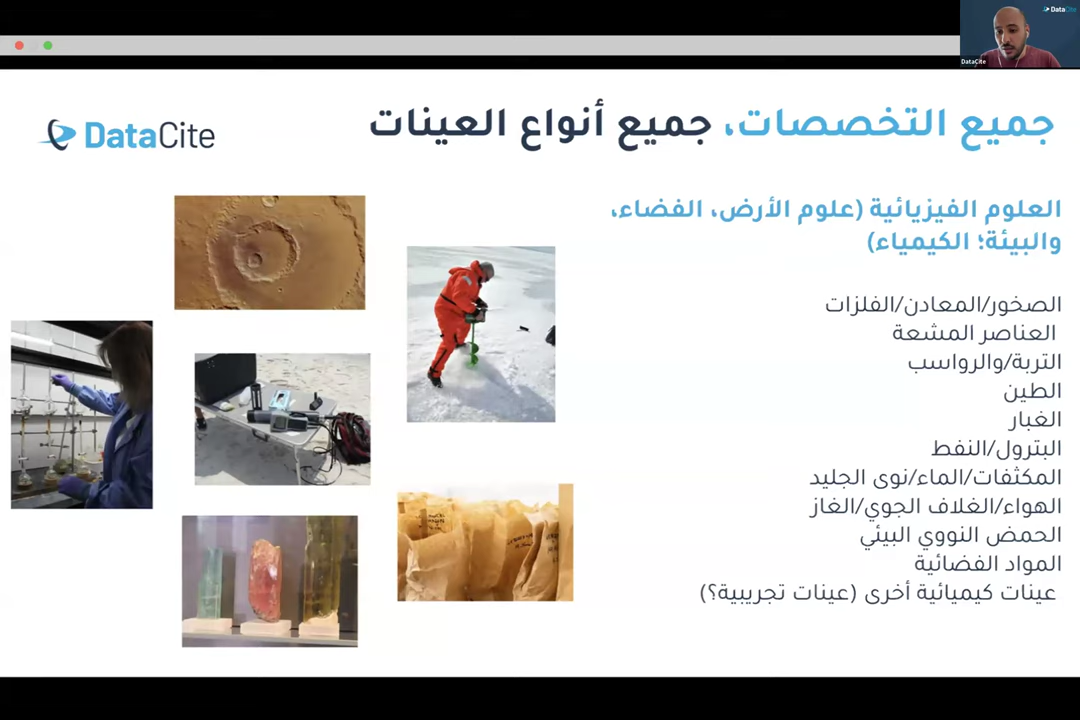 DataCite
DataCite
DataCite
جميع التخصصات، جميع أنواع العينات
العلوم الفيزيائية (علوم الأرض، الفضاء،
والبيئة؛ الكيمياء)
الصخور/المعادن/الفلزات
العناصر المشعة
التربة/والرواسب
الطين
الغبار
البترول/النفط
المكثفات/الماء/نوى الجليد
الهواء/الغلاف الجوي/الغاز
الحمض النووي البيئي
المواد الفضائية
عينات كيميائية أخرى (عينات تجريبية؟)